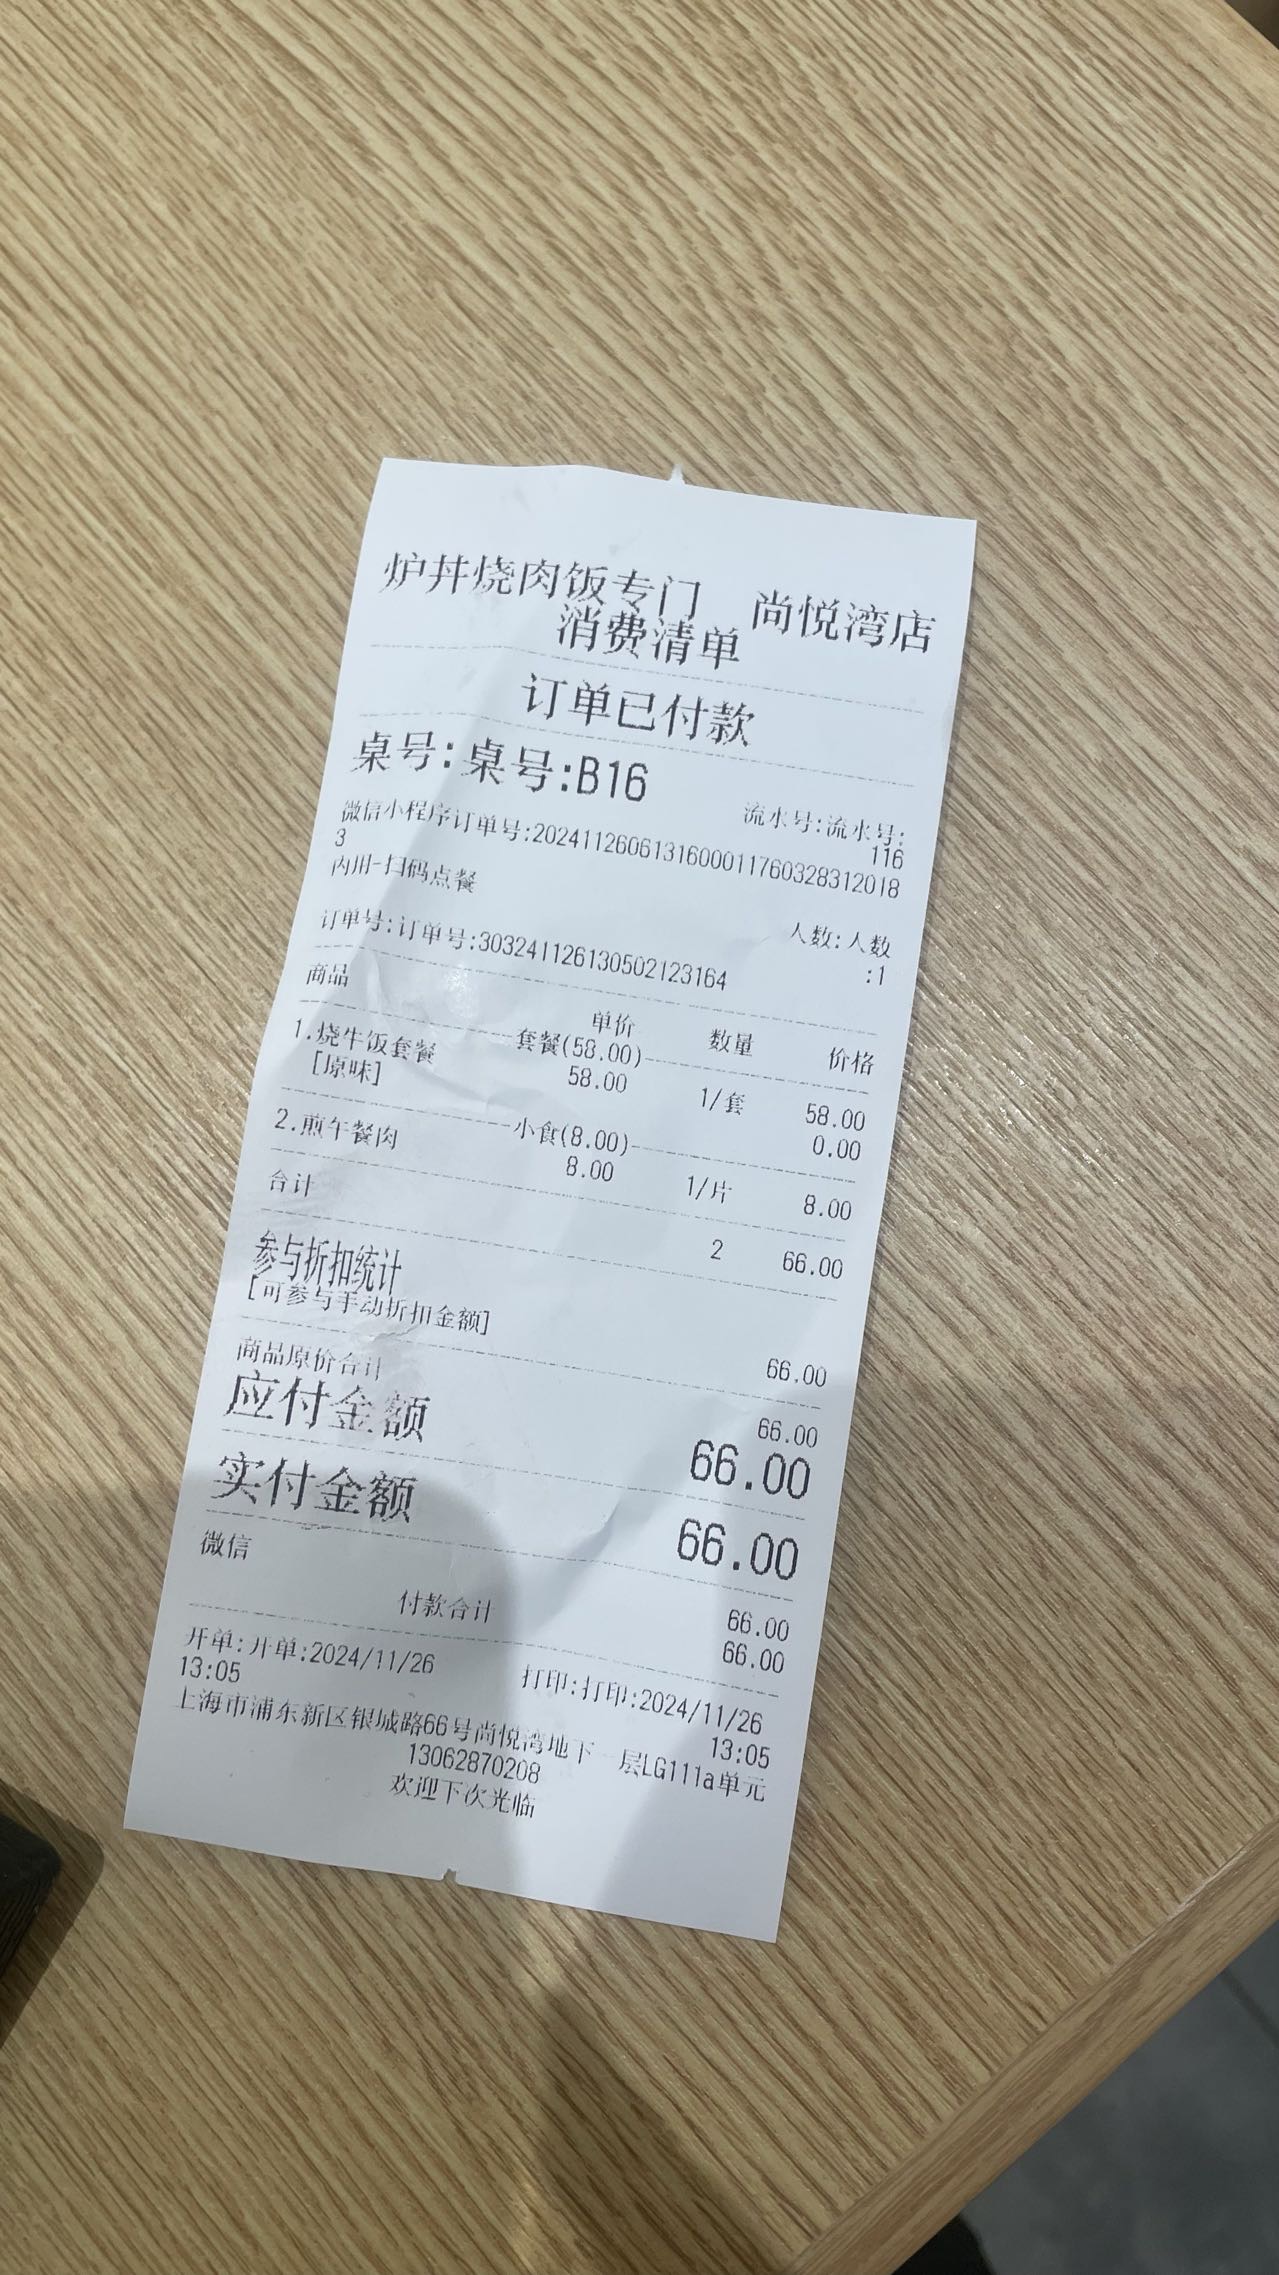 炉丼烧肉饭专门 尚悦湾店
消费清单
订单已付款
桌号:桌号:B16
流水号:流水号:
116
微信小程序订单号:2024112606131600011760328312018
3
内用-扫码点餐
人数:人数
:1
订单号:订单号:3032411261130502123164
商品 单价 数量 价格
套餐(58.00)
1.烧牛饭套餐 58.00 1/套 58.00
[原味] 0.00
小食(8.00)
2.煎午餐肉 8.00 1/片 8.00
合计 2 66.00
参与折扣统计
[可参与手动折扣金额] 66.00
商品原价合计 66.00
应付金额 66.00
实付金额 66.00
微信 66.00
付款合计 66.00
开单:开单:2024/11/26
13:05
打印:打印:2024/11/26
13:05
上海市浦东新区银城路66号尚悦湾地下一层LG111a单元
13062870208
欢迎下次光临